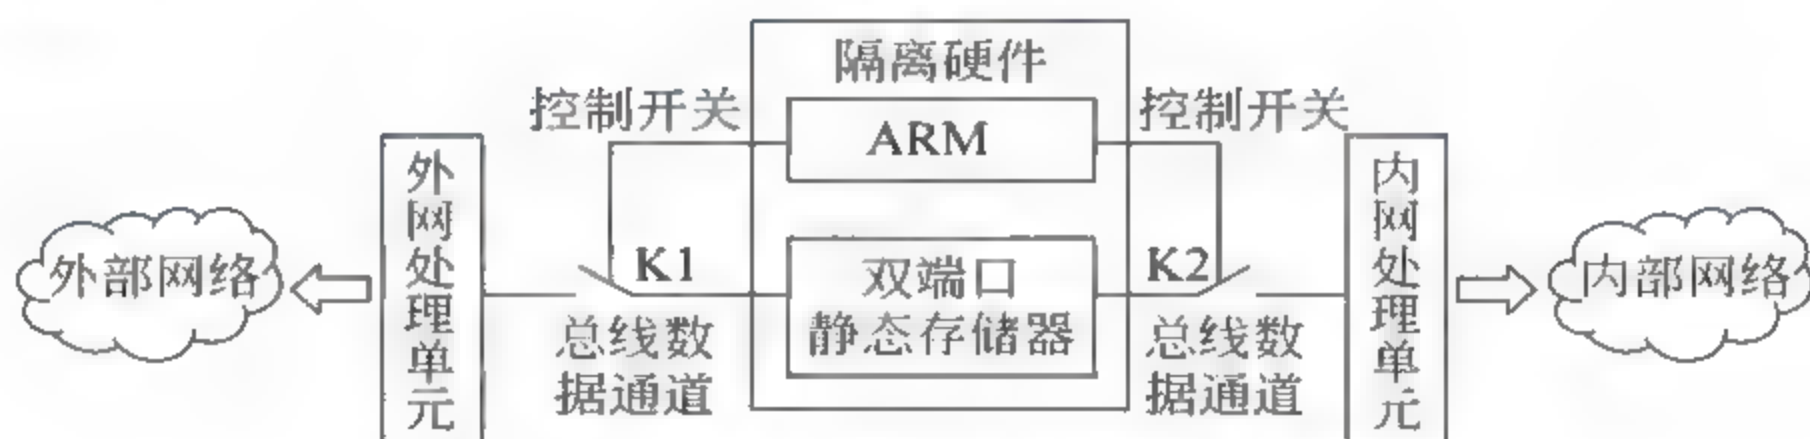 隔离硬件
控制开关
ARM
控制开关
外网处理单元
内网处理单元
外部网络
K1
双端口
静态存储器
K2
内部网络
总线数
据通道
总线数
据通道